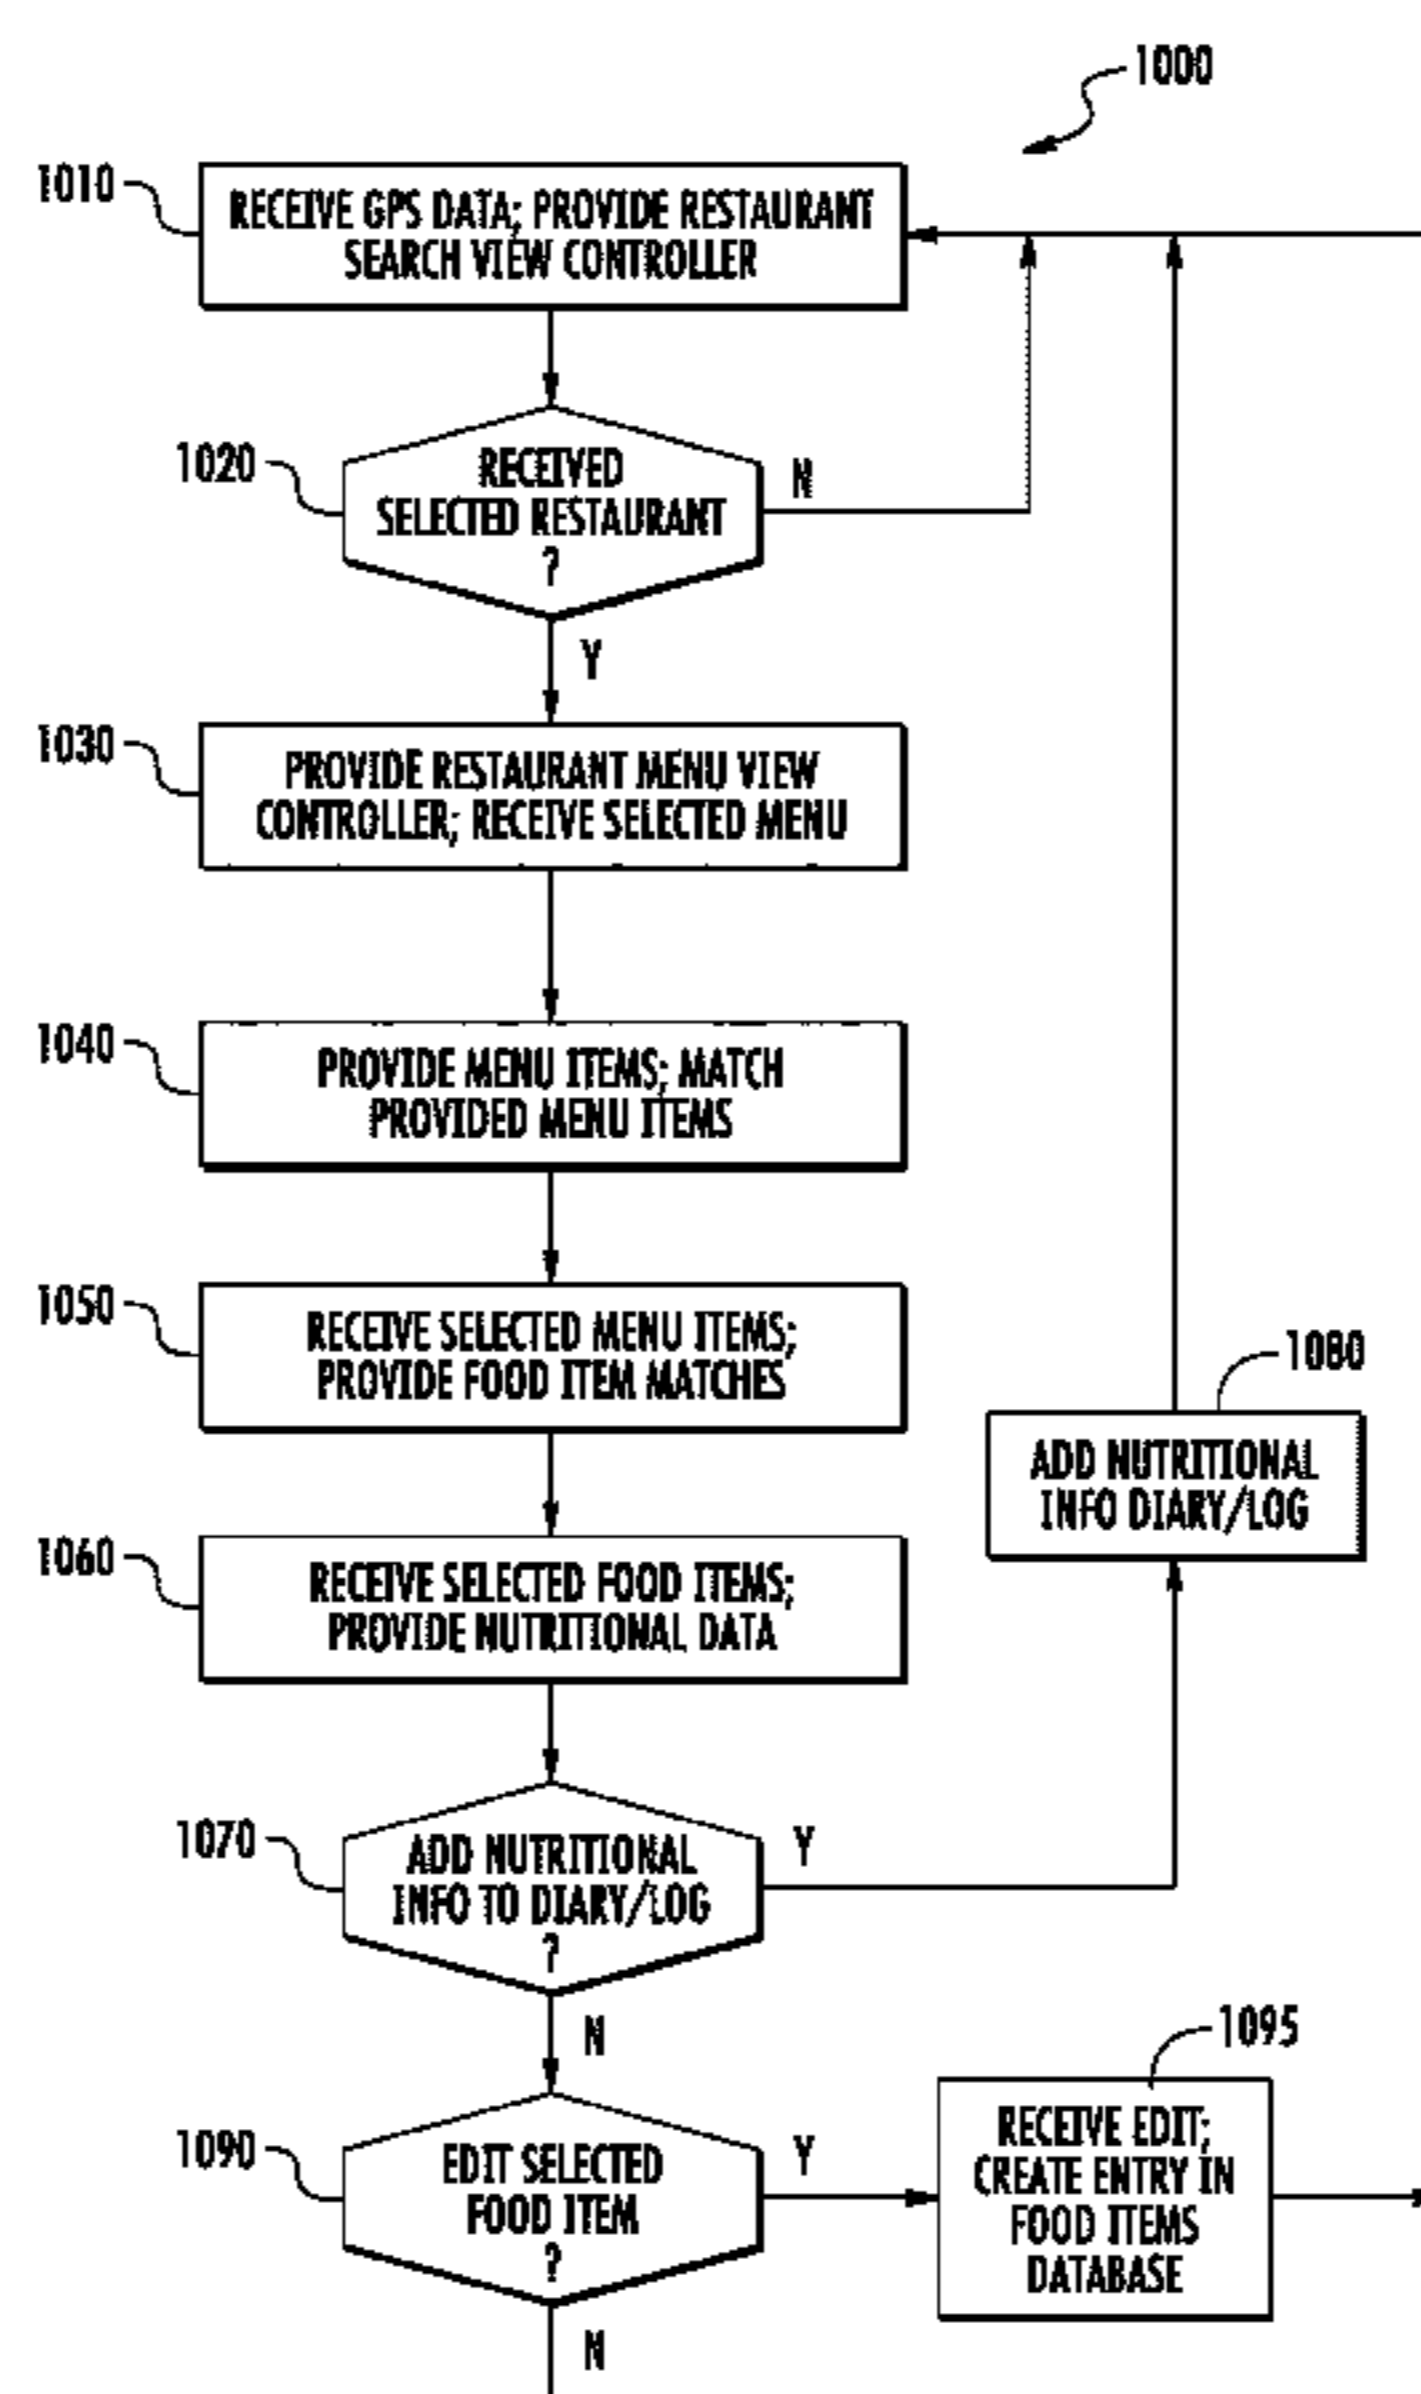 1000
1010
RECEIVE GPS DATA; PROVIDE RESTAURANT
SEARCH VIEW CONTROLLER
1020
RECEIVED
SELECTED RESTAURANT
?
N
Y
1030
PROVIDE RESTAURANT MENU VIEW
CONTROLLER; RECEIVE SELECTED MENU
1040
PROVIDE MENU ITEMS; MATCH
PROVIDED MENU ITEMS
1050
RECEIVE SELECTED MENU ITEMS;
PROVIDE FOOD ITEM MATCHES
1080
ADD NUTRITIONAL
INFO DIARY/LOG
1060
RECEIVE SELECTED FOOD ITEMS;
PROVIDE NUTRITIONAL DATA
1070
ADD NUTRITIONAL
INFO TO DIARY/LOG
?
Y
N
1090
EDIT SELECTED
FOOD ITEM
?
Y
1095
RECEIVE EDIT;
CREATE ENTRY IN
FOOD ITEMS
DATABASE
N